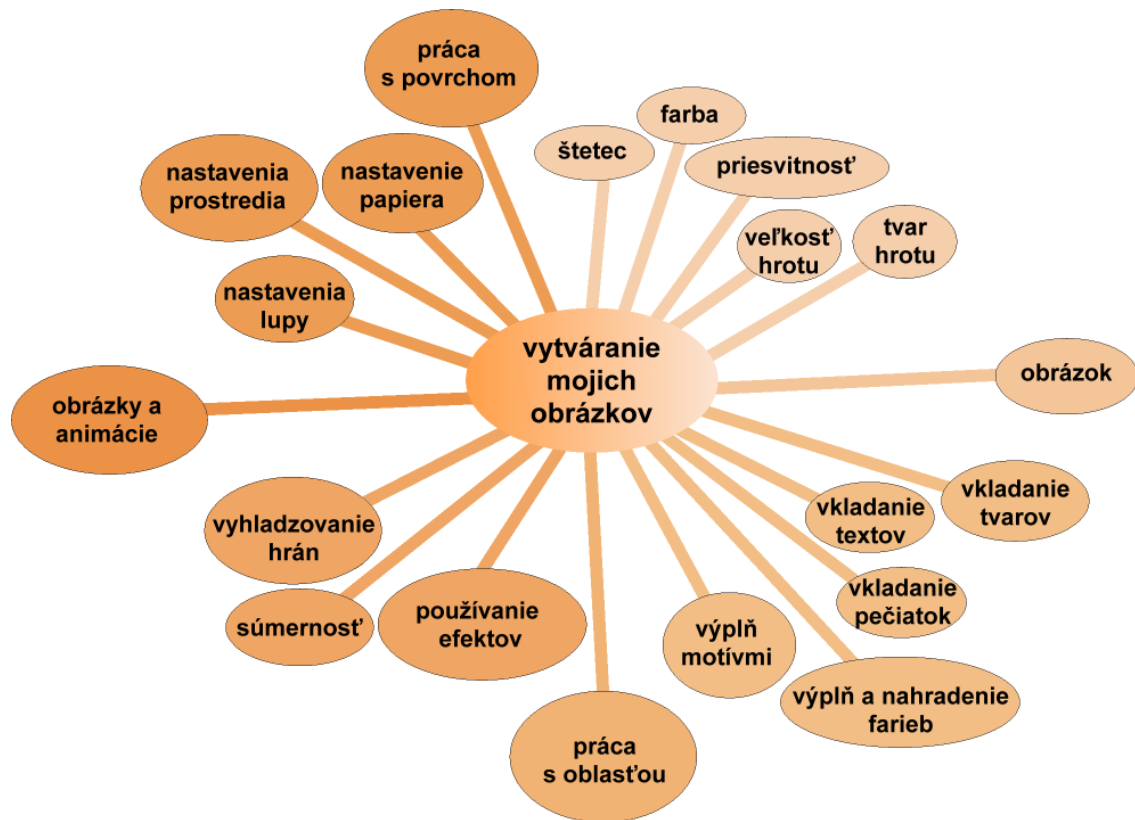 práca
s povrchom
farba
štetec
priesvitnosť
nastavenia
prostredia
nastavenie
papiera
veľkosť
hrotu
tvar
hrotu
nastavenia
lupy
vytváranie
mojich
obrázkov
obrázok
obrázky a
animácie
vkladanie
tvarov
vkladanie
textov
vyhladzovanie
hrán
vkladanie
pečiatok
súmernosť
používanie
efektov
výplň
motívmi
výplň a nahradenie
farieb
práca
s oblasťou